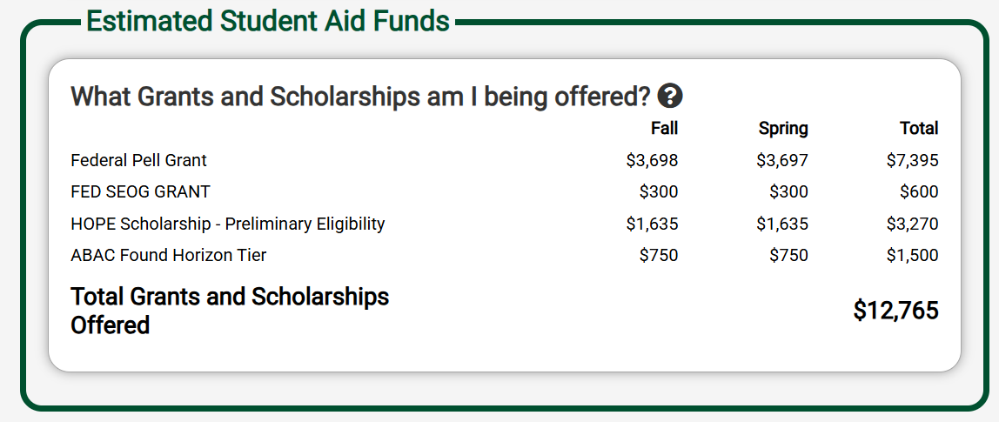 Estimated Student Aid Funds
What Grants and Scholarships am I being offered? ?
Fall Spring Total
Federal Pell Grant $3,698 $3,697 $7,395
FED SEOG GRANT $300 $300 $600
HOPE Scholarship - Preliminary Eligibility $1,635 $1,635 $3,270
ABAC Found Horizon Tier $750 $750 $1,500
Total Grants and Scholarships
Offered $12,765